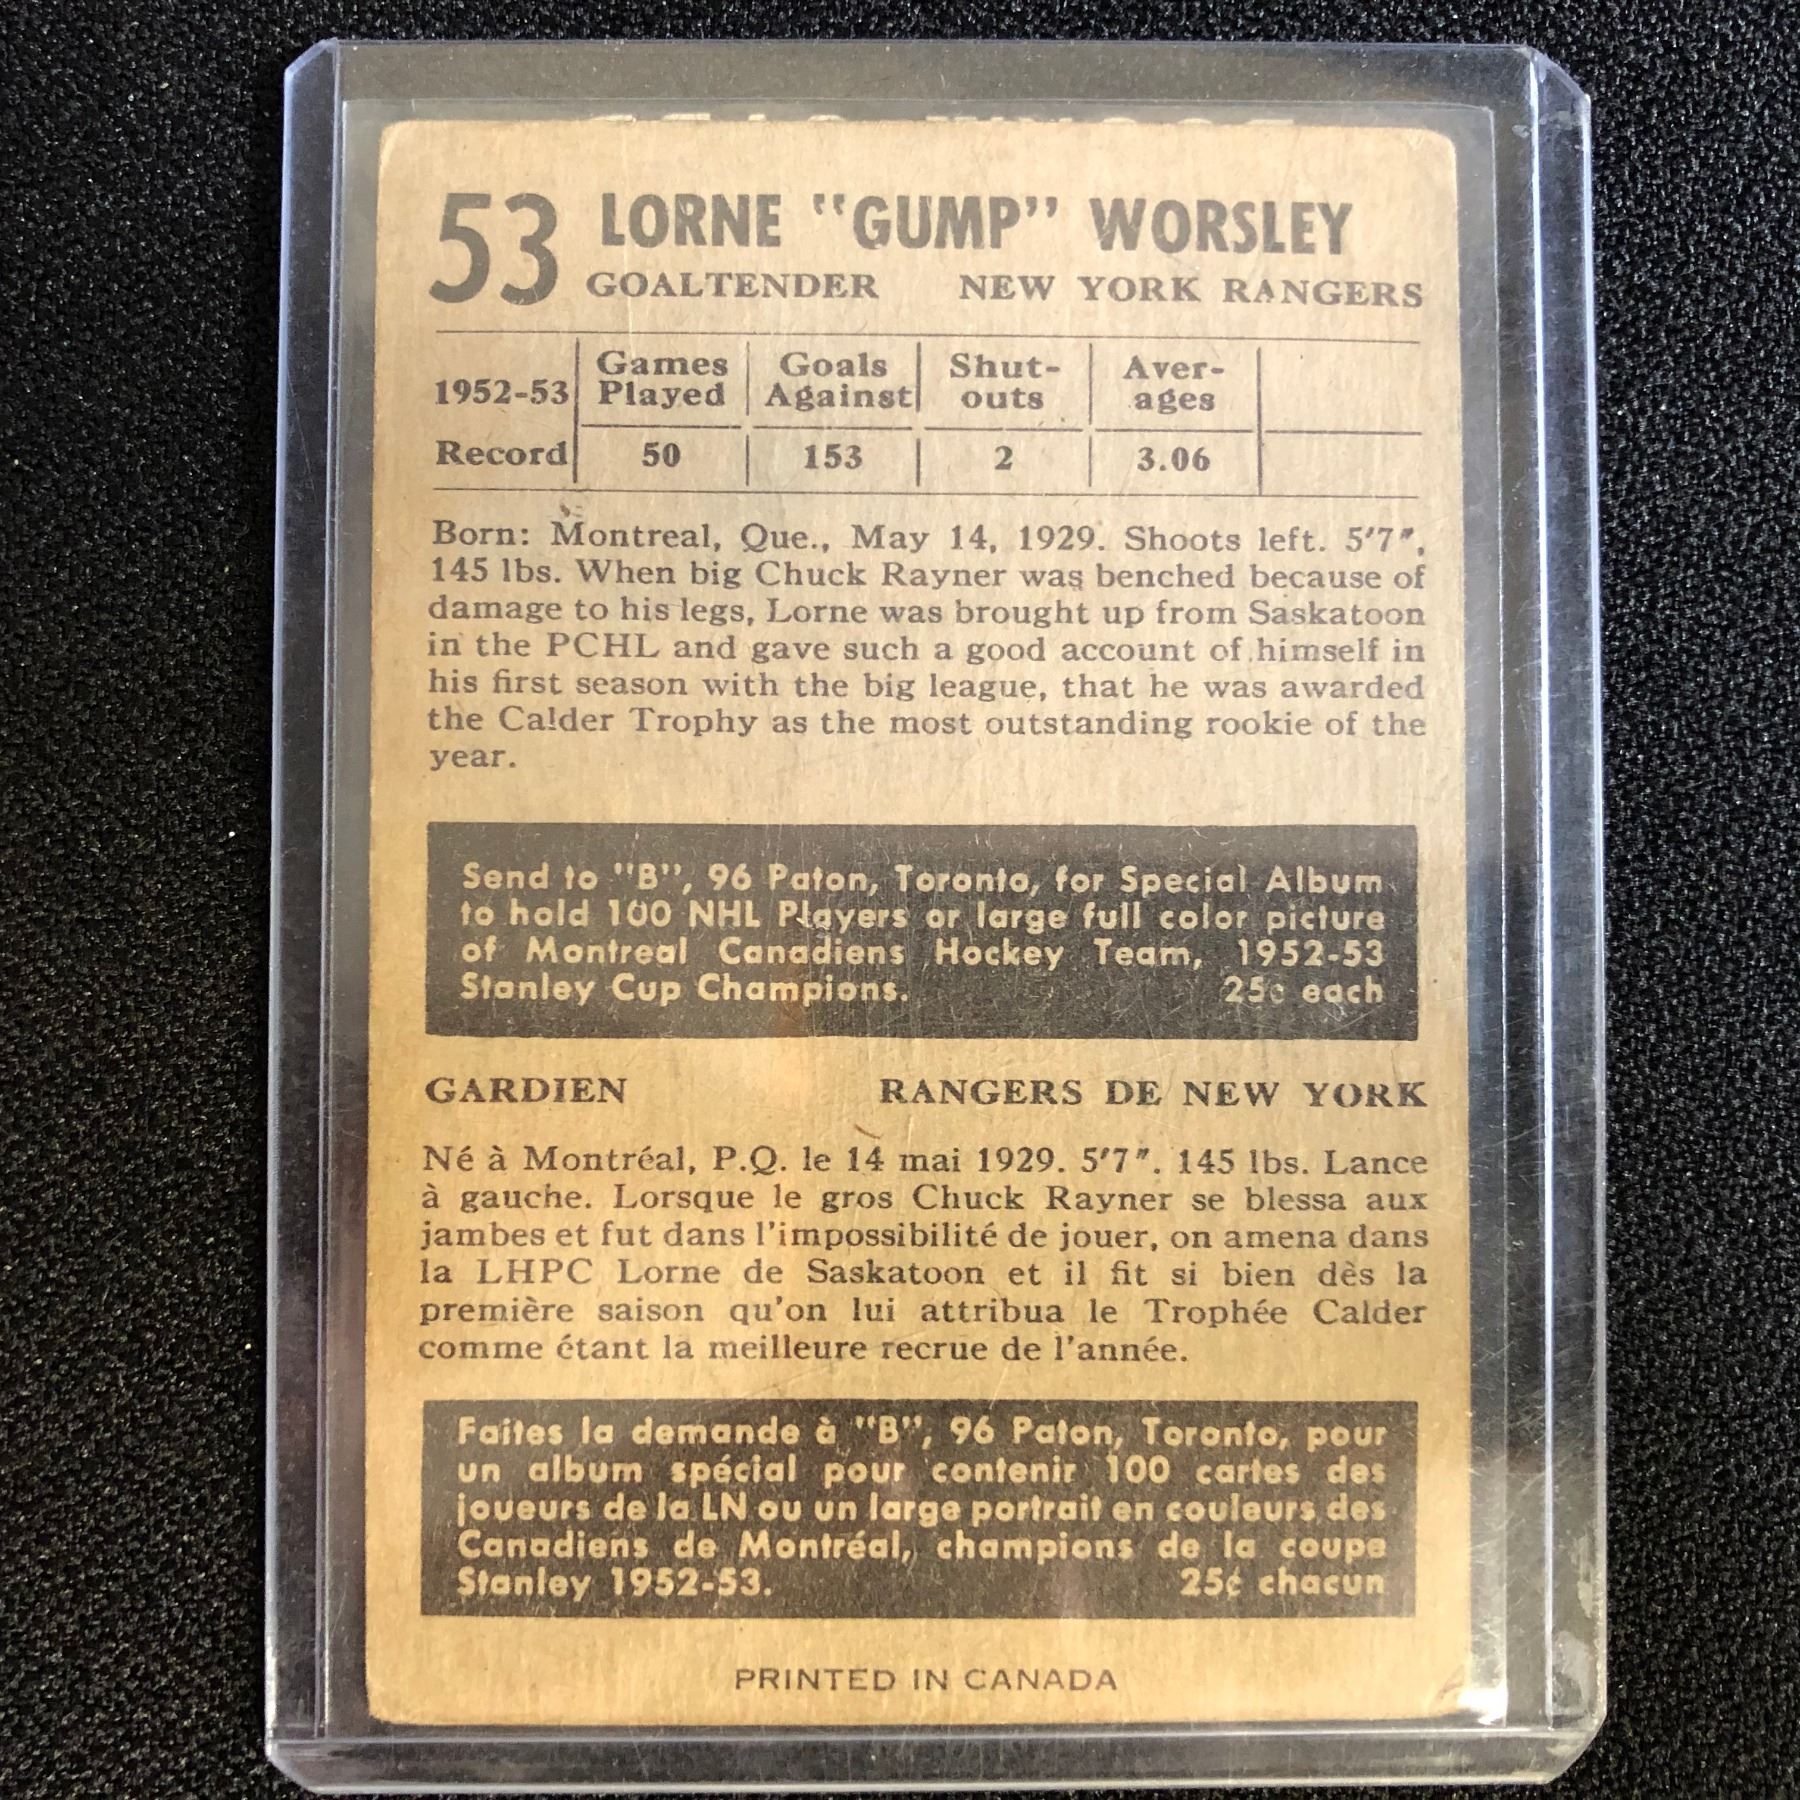 53 LORNE "GUMP" WORSLEY
GOALTENDER NEW YORK RANGERS
1952-53 Games Played Goals Against Shut-outs Aver-ages
Record 50 153 2 3.06
Born: Montreal, Que., May 14, 1929. Shoots left. 5'7",
145 lbs. When big Chuck Rayner was benched because of
damage to his legs, Lorne was brought up from Saskatoon
in the PCHL and gave such a good account of himself in
his first season with the big league, that he was awarded
the Calder Trophy as the most outstanding rookie of the
year.
Send to "B", 96 Paton, Toronto, for Special Album
to hold 100 NHL Players or large full color picture
of Montreal Canadiens Hockey Team, 1952-53
Stanley Cup Champions. 25¢ each
GARDIEN RANGERS DE NEW YORK
Né à Montréal, P.Q. le 14 mai 1929. 5'7". 145 lbs. Lance
à gauche. Lorsque le gros Chuck Rayner se blessa aux
jambes et fut dans l'impossibilité de jouer, on amena dans
la LHPC Lorne de Saskatoon et il fit si bien dès la
première saison qu'on lui attribua le Trophée Calder
comme étant la meilleure recrue de l'année.
Faites la demande à "B", 96 Paton, Toronto, pour
un album spécial pour contenir 100 cartes des
joueurs de la LN ou un large portrait en couleurs des
Canadiens de Montréal, champions de la coupe
Stanley 1952-53. 25¢ chacun
PRINTED IN CANADA